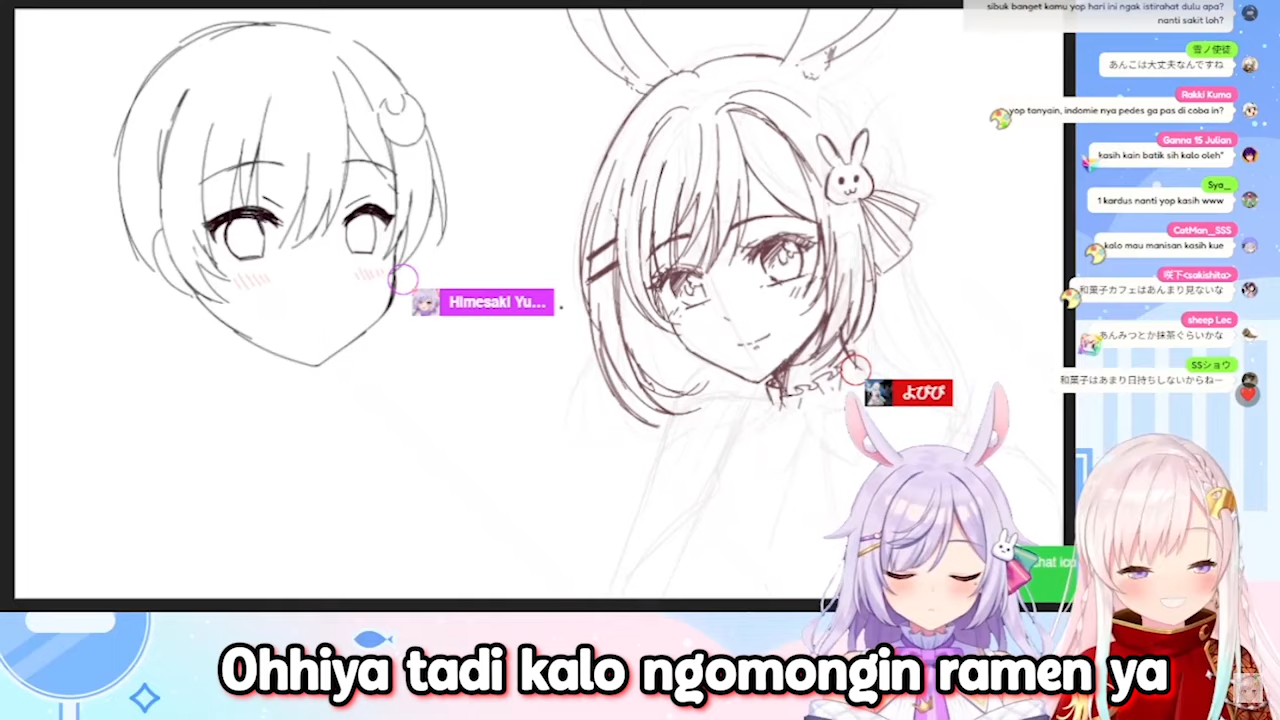 sibuk banget kamu yop hari ini ngak istirahat dulu apa?
nanti sakit loh?
雪ノ使徒
あんこは大丈夫なんですね
Rakki Kuma
yop tanyain, indomie nya pedes ga pas di coba in?
Ganna 15 Julian
kasih kain batik sih kalo oleh"
Sya_
1 kardus nanti yop kasih www
CatMan_SSS
kalo mau manisan kasih kue
咲下<sakishita>
和菓子カフェはあんまり見ないな
sheep Lec
あんみつとか抹茶ぐらいかな
SSショウ
和菓子はあまり日持ちしないからねー
Himesaki Yu...
よぴぴ
Ohhiya tadi kalo ngomongin ramen ya